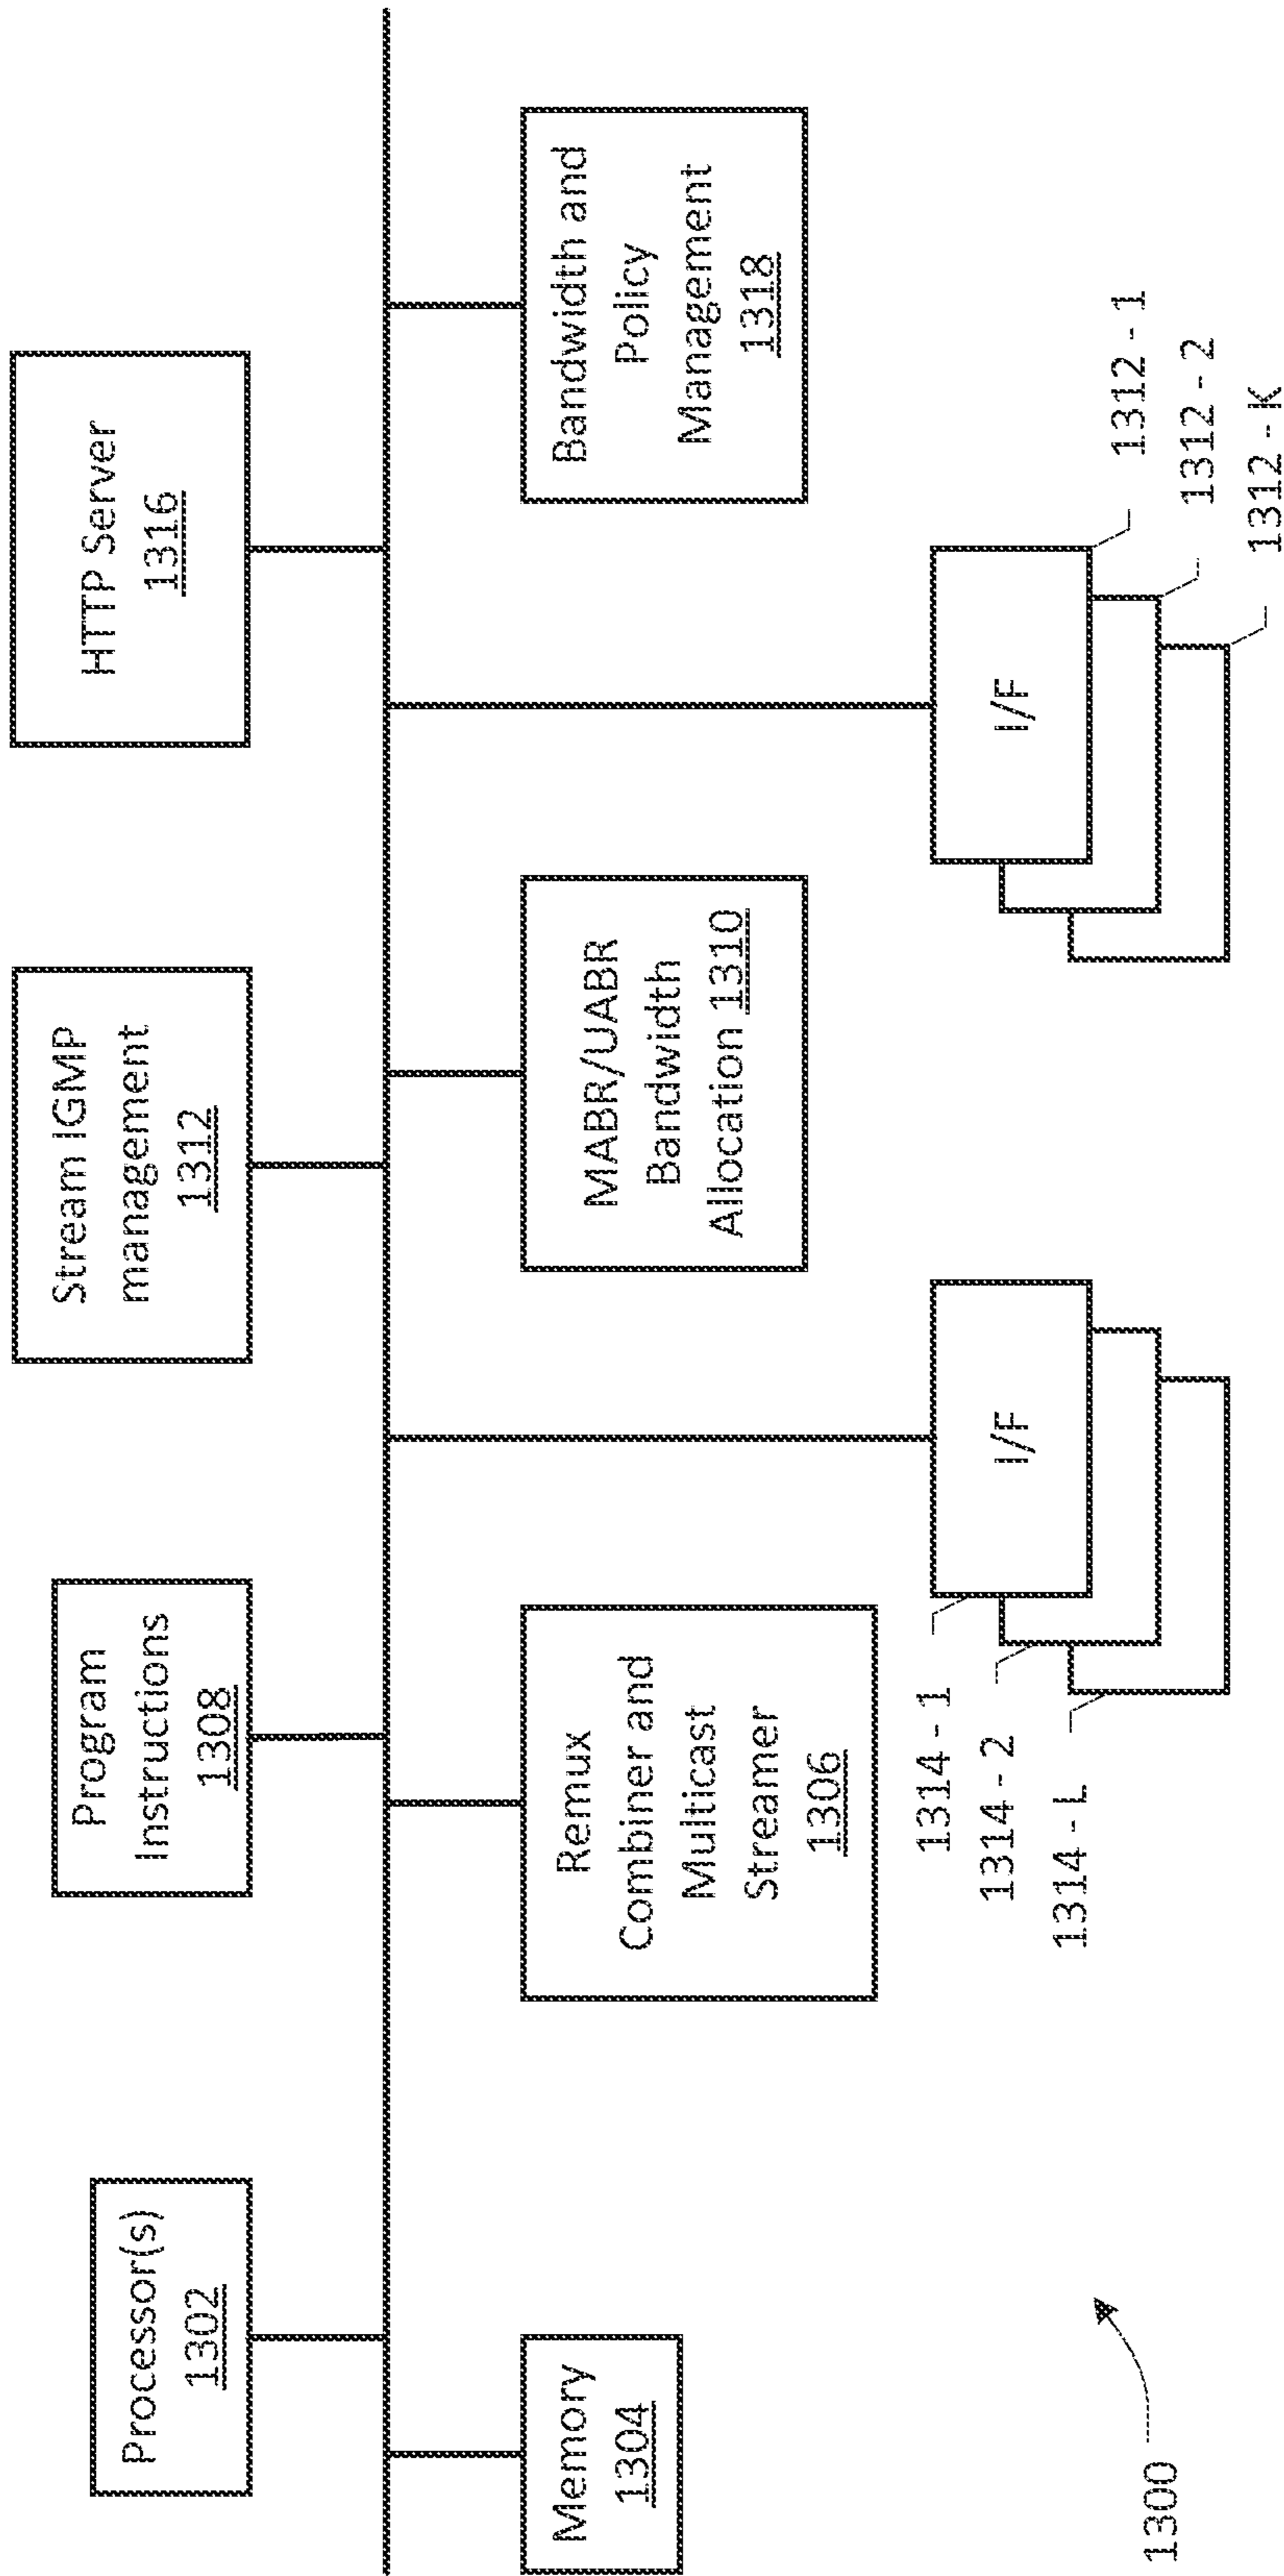 Processor(s)
1302
Program
Instructions
1308
Stream IGMP
management
1312
HTTP Server
1316
Memory
1304
Remux
Combiner and
Multicast
Streamer
1306
MABR/UABR
Bandwidth
Allocation 1310
Bandwidth and
Policy
Management
1318
I/F
1314 - 1
1314 - 2
1314 - L
I/F
1312 - 1
1312 - 2
1312 - K
1300